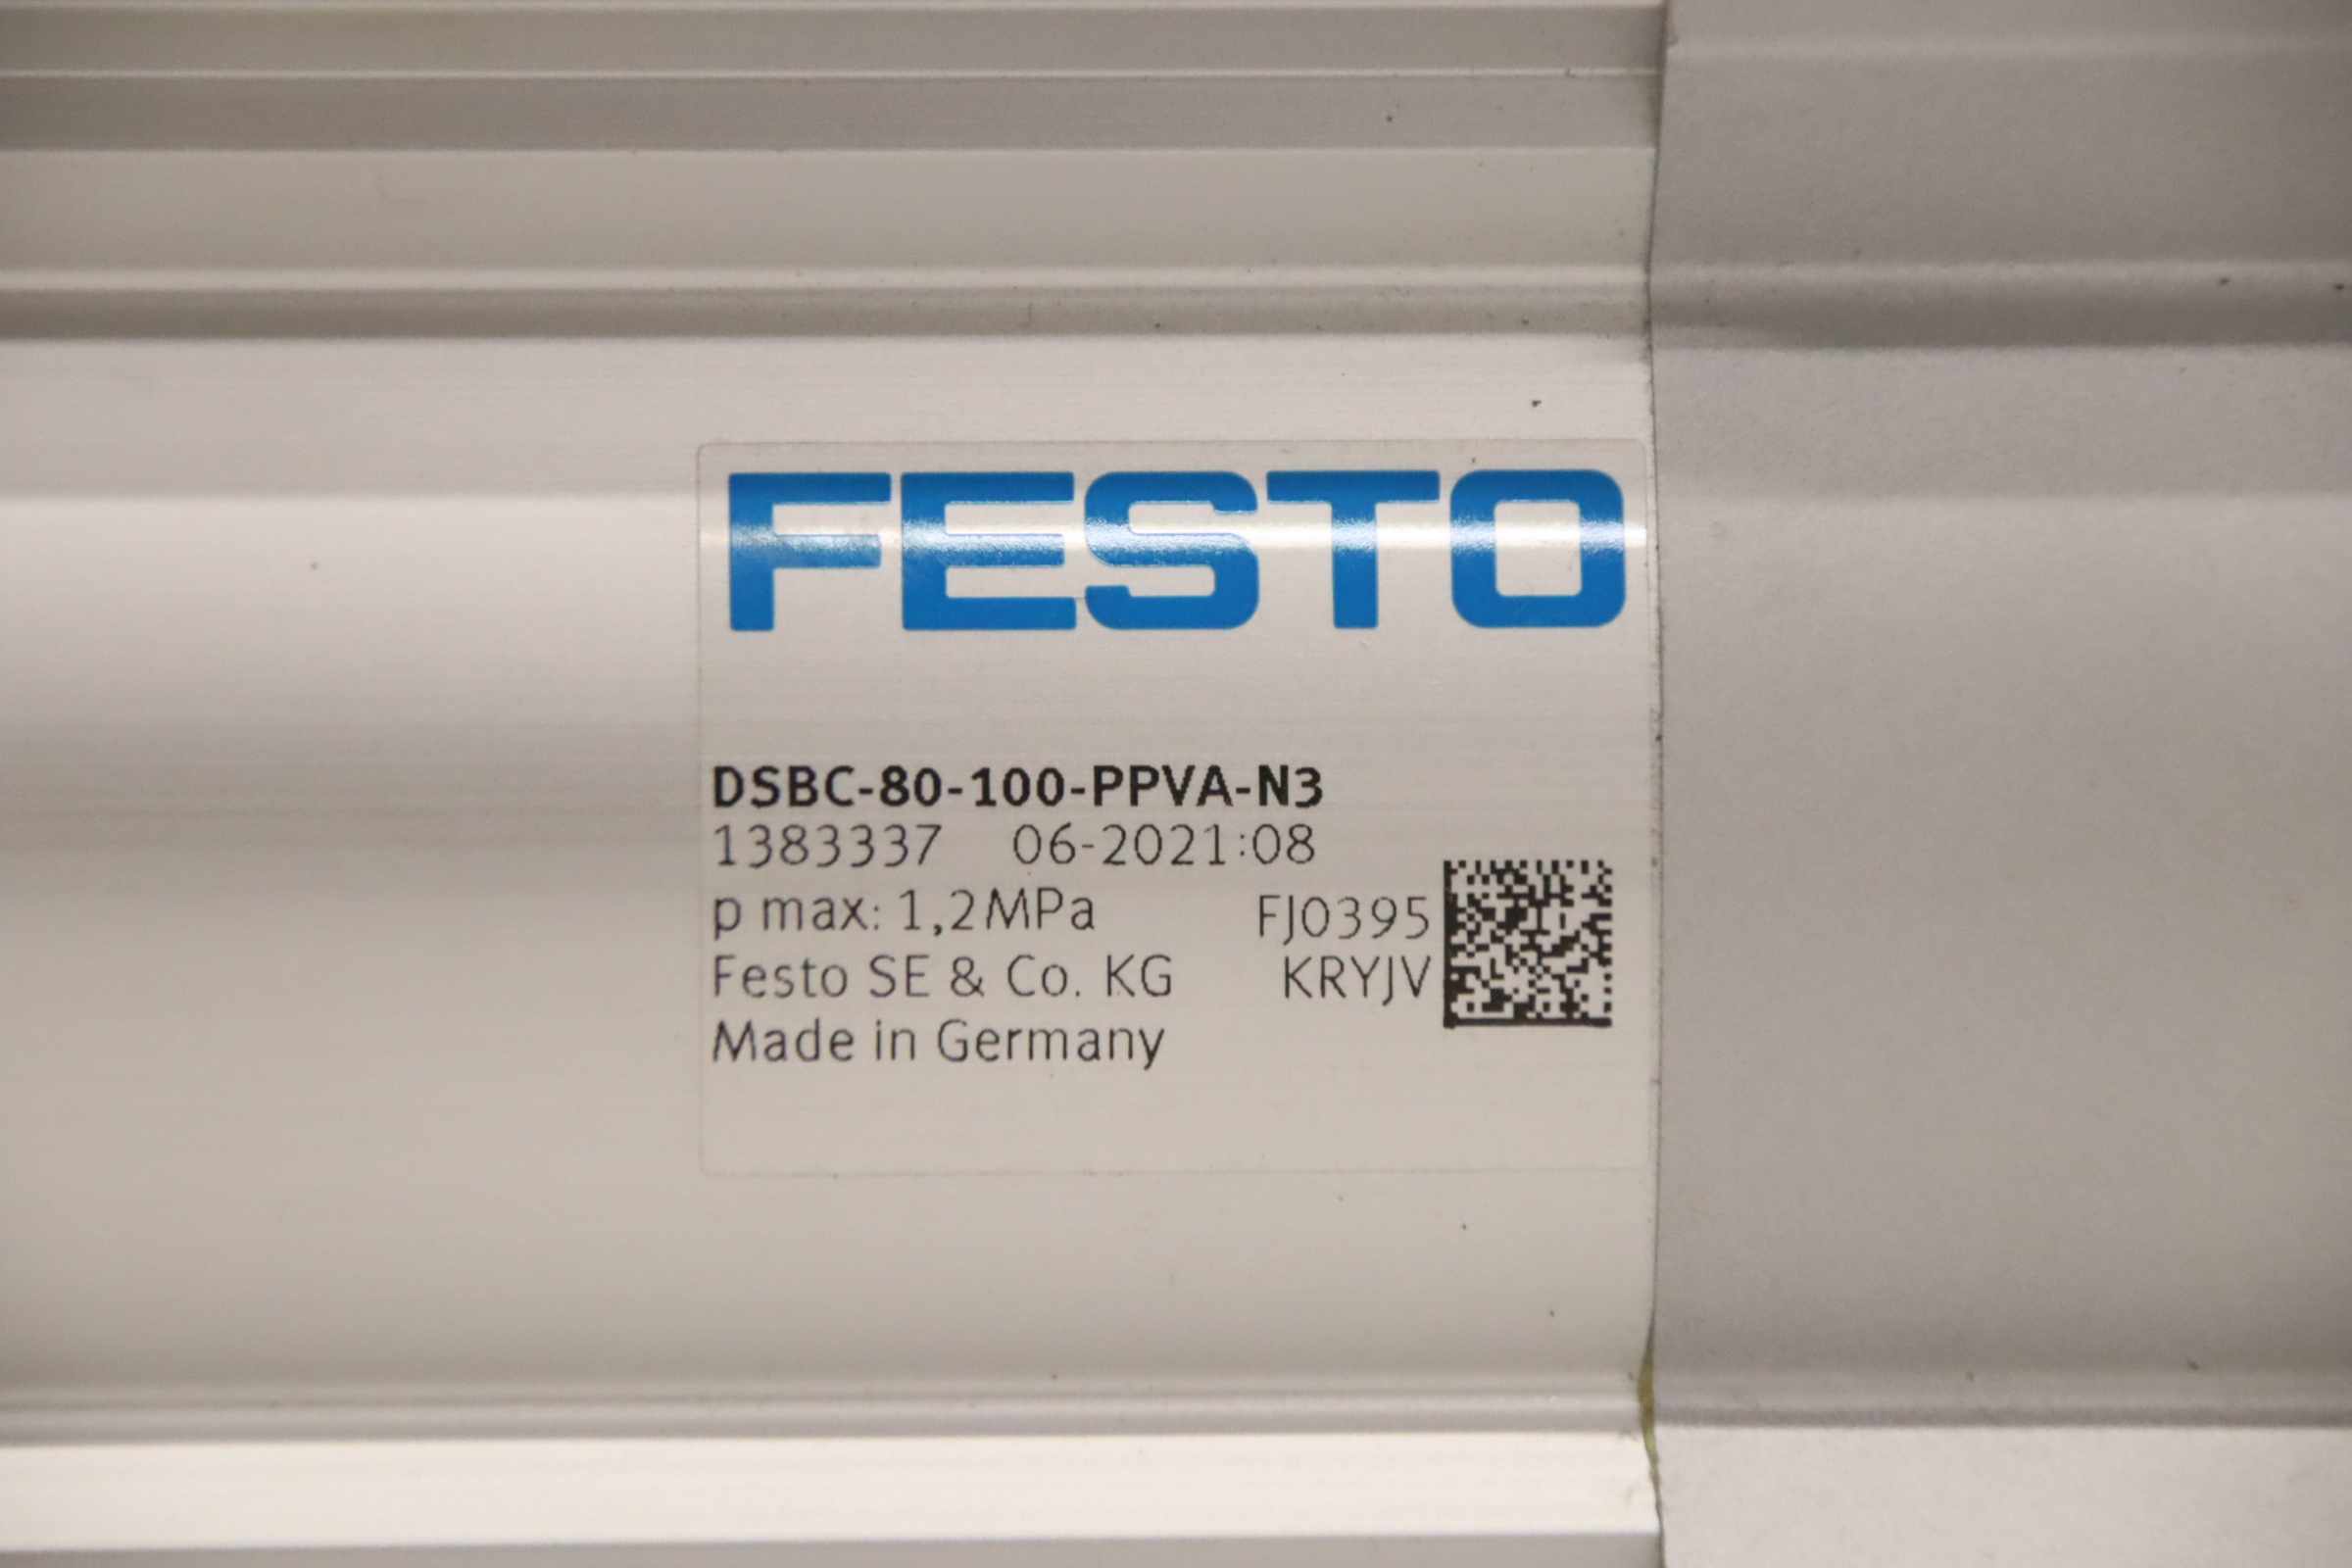 FESTO
DSBC-80-100-PPVA-N3
1383337 06-2021:08
p max: 1,2MPa FJ0395
Festo SE & Co. KG KRYJV
Made in Germany